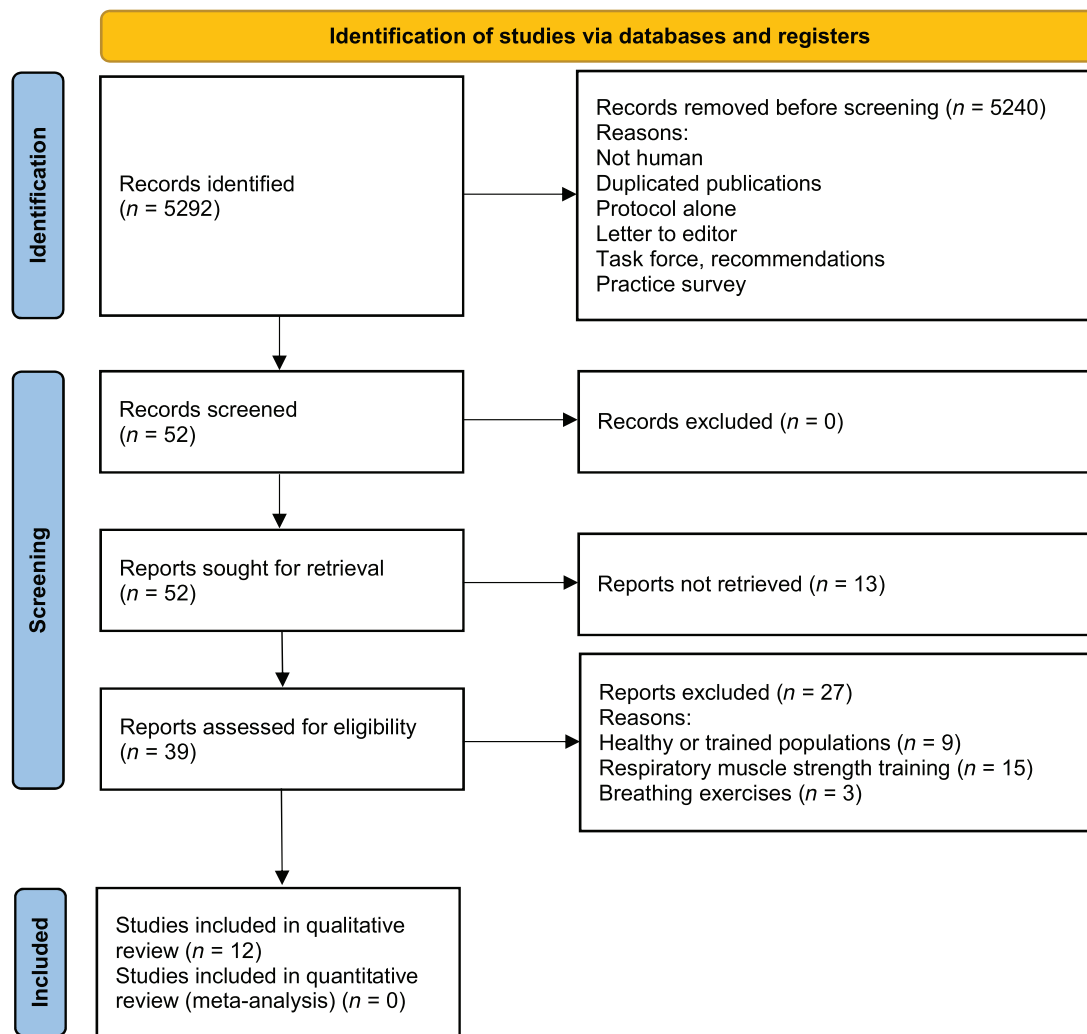 Identification of studies via databases and registers
Identification
Records identified
(n = 5292)
Records removed before screening (n = 5240)
Reasons:
Not human
Duplicated publications
Protocol alone
Letter to editor
Task force, recommendations
Practice survey
Screening
Records screened
(n = 52)
Records excluded (n = 0)
Reports sought for retrieval
(n = 52)
Reports not retrieved (n = 13)
Reports assessed for eligibility
(n = 39)
Reports excluded (n = 27)
Reasons:
Healthy or trained populations (n = 9)
Respiratory muscle strength training (n = 15)
Breathing exercises (n = 3)
Included
Studies included in qualitative
review (n = 12)
Studies included in quantitative
review (meta-analysis) (n = 0)